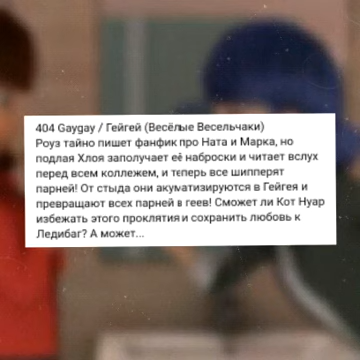 404 Gaygay / Гейгей (Весёлые Весельчаки)
Роуз тайно пишет фанфик про Ната и Марка, но
подлая Хлоя заполучает её наброски и читает вслух
перед всем коллежем, и теперь все шипперят
парней! От стыда они акуматизируются в Гейгея и
превращают всех парней в геев! Сможет ли Кот Нуар
избежать этого проклятия и сохранить любовь к
Ледибаг? А может...